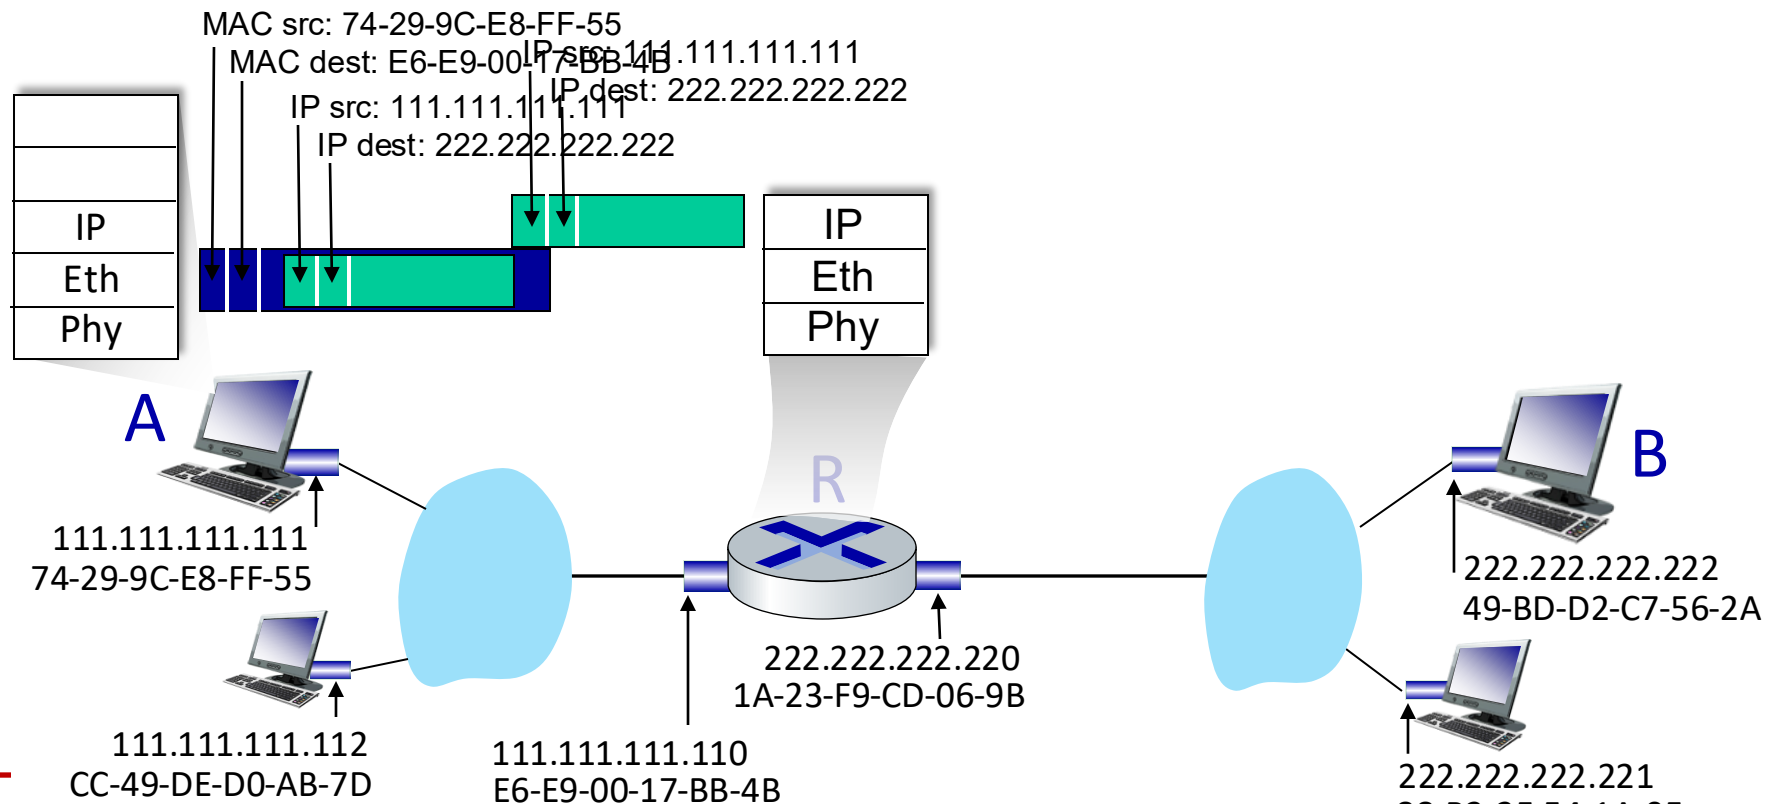 MAC src: 74-29-9C-E8-FF-55
MAC dest: E6-E9-00-17-BB-4B
IP src: 111.111.111.111
IP dest: 222.222.222.222
IP src: 111.111.111.111
IP dest: 222.222.222.222
IP
Eth
Phy
IP
Eth
Phy
A
R
B
111.111.111.111
74-29-9C-E8-FF-55
111.111.111.112
CC-49-DE-D0-AB-7D
111.111.111.110
E6-E9-00-17-BB-4B
222.222.222.220
1A-23-F9-CD-06-9B
222.222.222.222
49-BD-D2-C7-56-2A
222.222.222.221